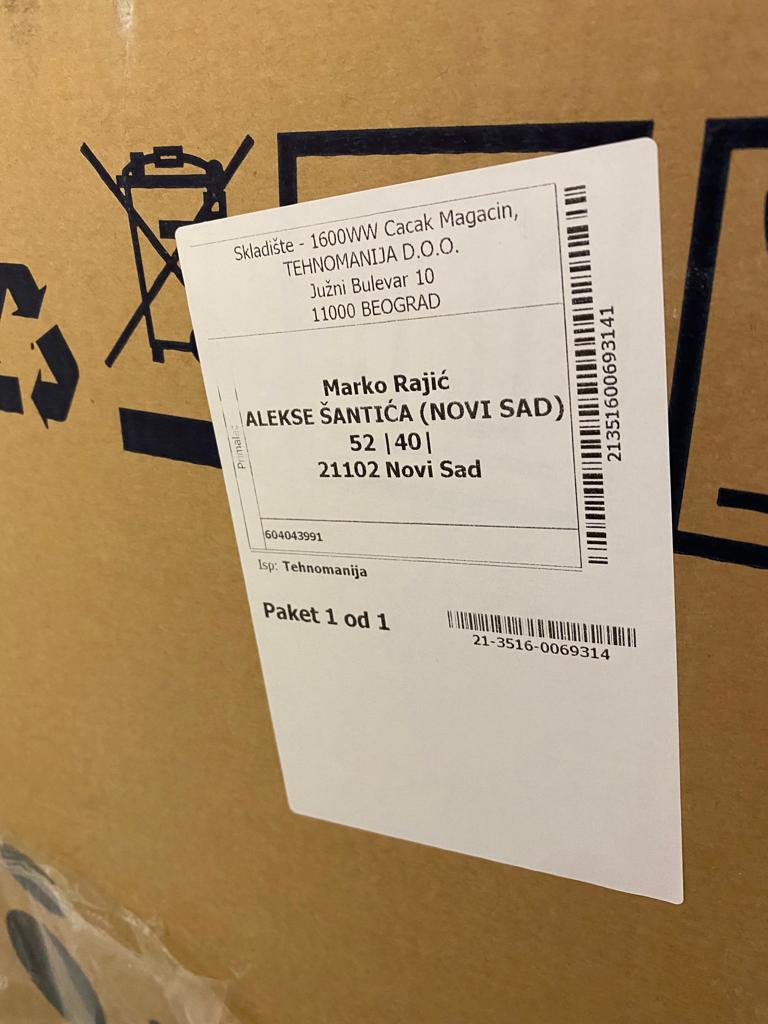 Skladište - 1600WW Cacak Magacin,
TEHNOMANIJA D.O.O.
Južni Bulevar 10
11000 BEOGRAD
Primalac
Marko Rajić
ALEKSE ŠANTIĆA (NOVI SAD)
52 |40|
21102 Novi Sad
604043991
21351600693141
Isp: Tehnomanija
Paket 1 od 1
21-3516-0069314